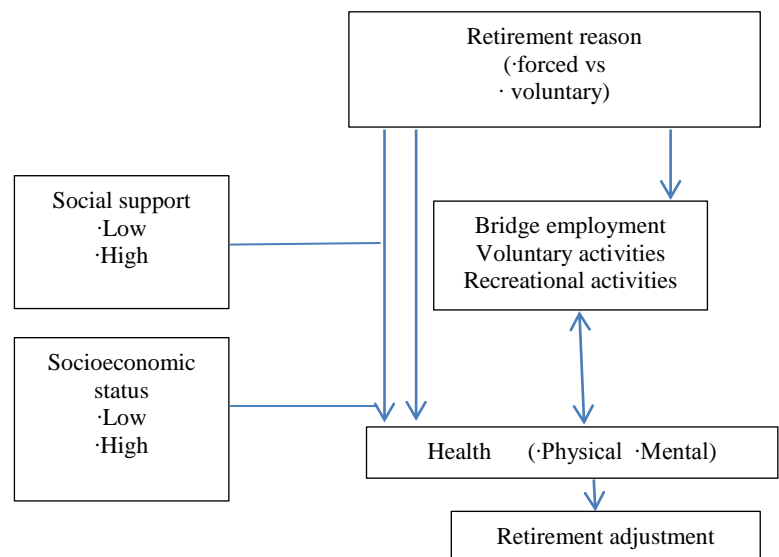 Retirement reason
(·forced vs
· voluntary)
Social support
·Low
·High
Bridge employment
Voluntary activities
Recreational activities
Socioeconomic
status
·Low
·High
Health (·Physical ·Mental)
Retirement adjustment